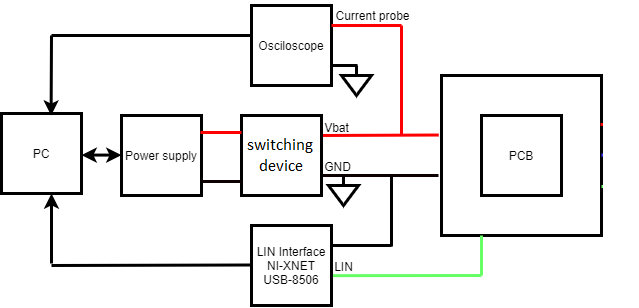 Current probe
Osciloscope
Vbat
PC
Power supply
switching
device
PCB
GND
LIN Interface
NI-XNET
USB-8506
LIN